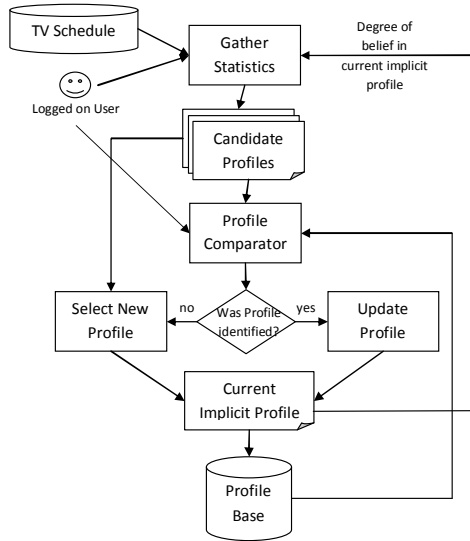 TV Schedule
Gather
Statistics
Degree of
belief in
current implicit
profile
Logged on User
Candidate
Profiles
Profile
Comparator
Select New
Profile
no
Was Profile
identified?
yes
Update
Profile
Current
Implicit Profile
Profile
Base